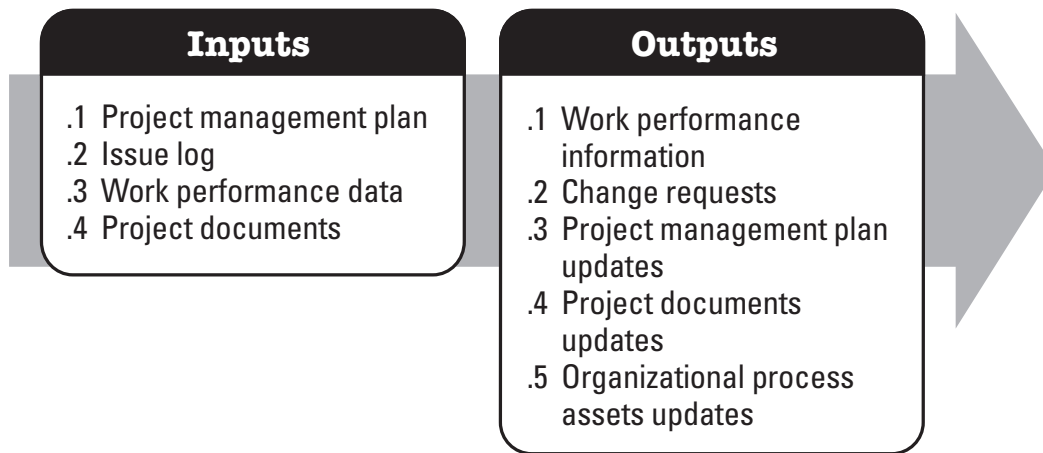 Inputs
.1 Project management plan
.2 Issue log
.3 Work performance data
.4 Project documents
Outputs
.1 Work performance
information
.2 Change requests
.3 Project management plan
updates
.4 Project documents
updates
.5 Organizational process
assets updates